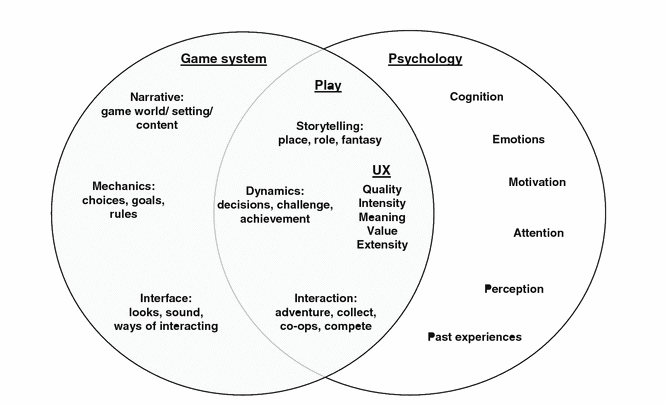 Game system
Narrative:
game world/ setting/
content
Mechanics:
choices, goals,
rules
Interface:
looks, sound,
ways of interacting
Play
Storytelling:
place, role, fantasy
UX
Quality
Intensity
Meaning
Value
Extensity
Dynamics:
decisions, challenge,
achievement
Interaction:
adventure, collect,
co-ops, compete
Psychology
Cognition
Emotions
Motivation
Attention
Perception
Past experiences